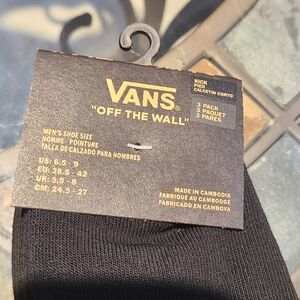 VANS
"OFF THE WALL"
KICK
PIED
CALCETIN CORTO
3 PACK
3 PAQUET
3 PARES
MEN'S SHOE SIZE
HOMME - POINTURE
TALLA DE CALZADO PARA HOMBRES
US: 6.5 - 9
EU: 38.5 - 42
UK: 5.5 - 8
CM: 24.5 - 27
MADE IN CAMBODIA
FABRIQUÉ AU CAMBODGE
FABRICADO EN CAMBOYA